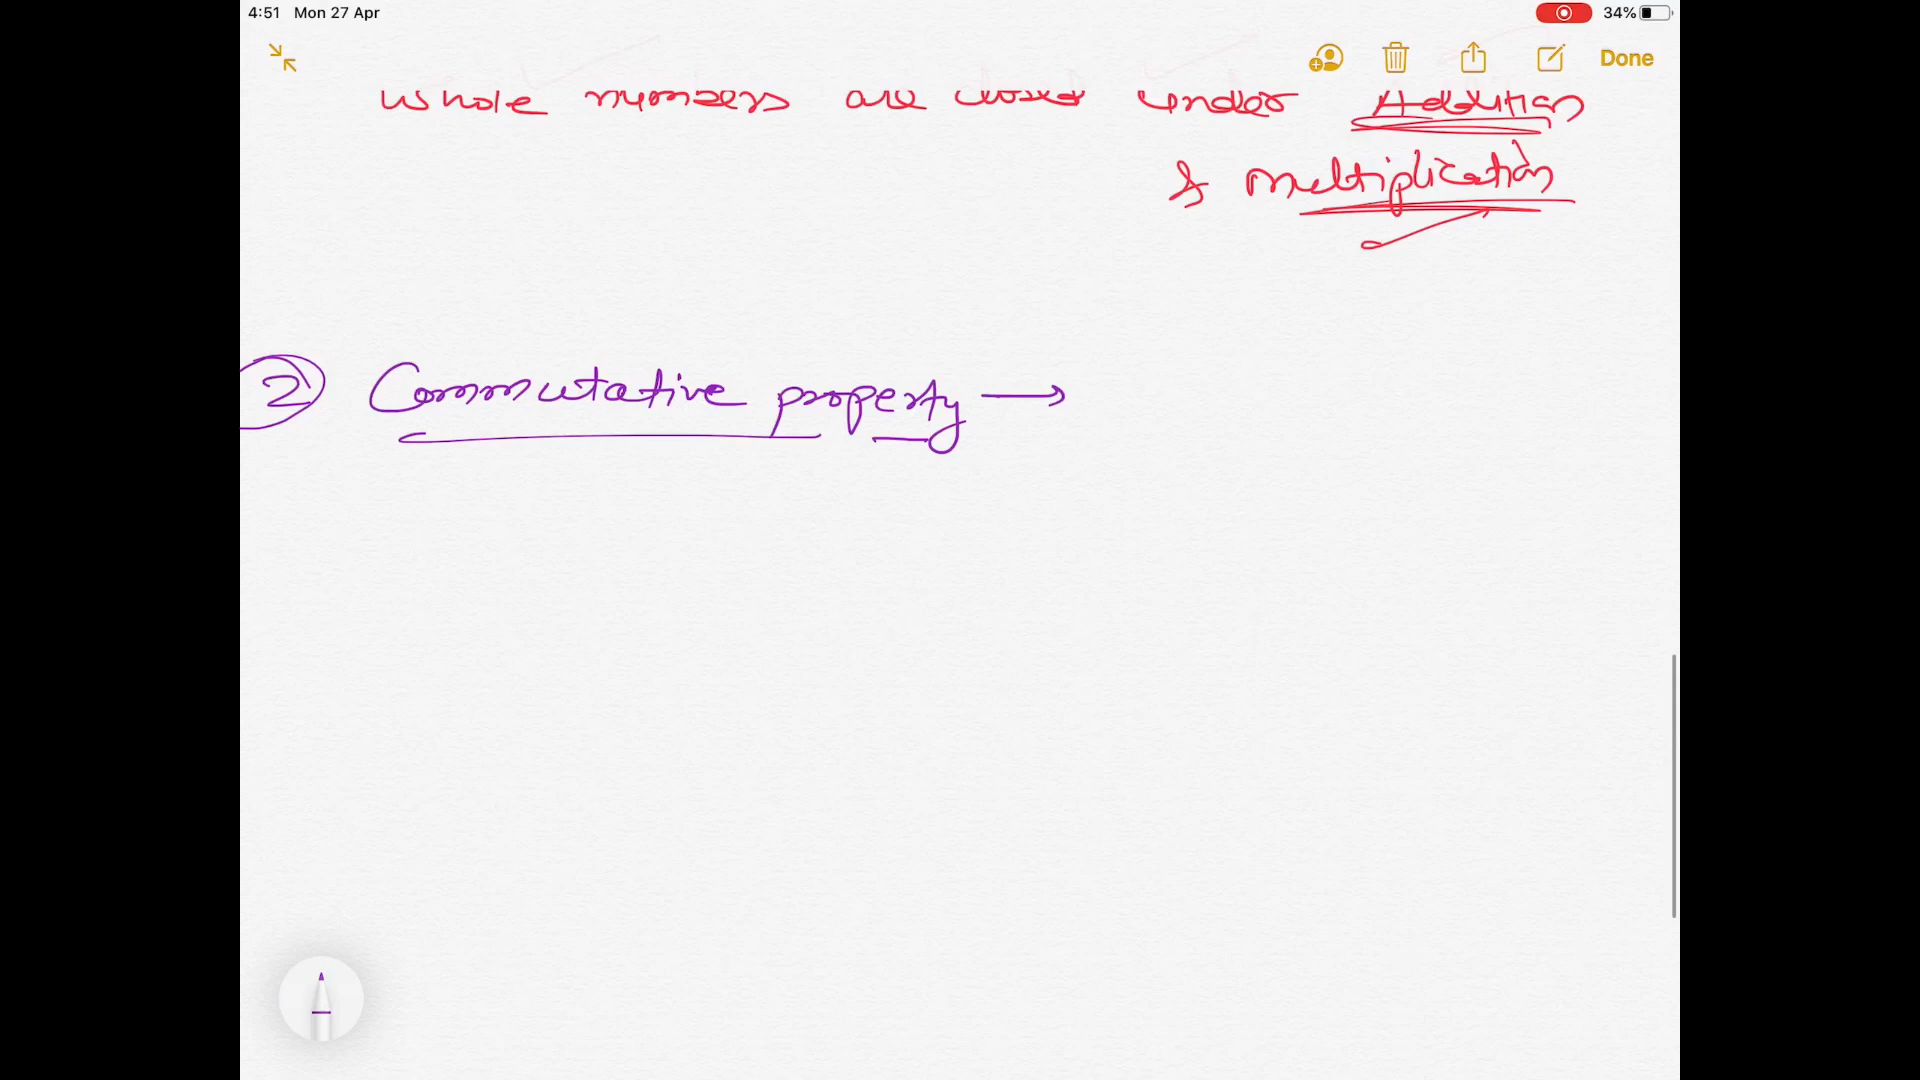 4:51 Mon 27 Apr 34%
Done
whole numbers are closed under Addition
& multiplication
2 Commutative property →